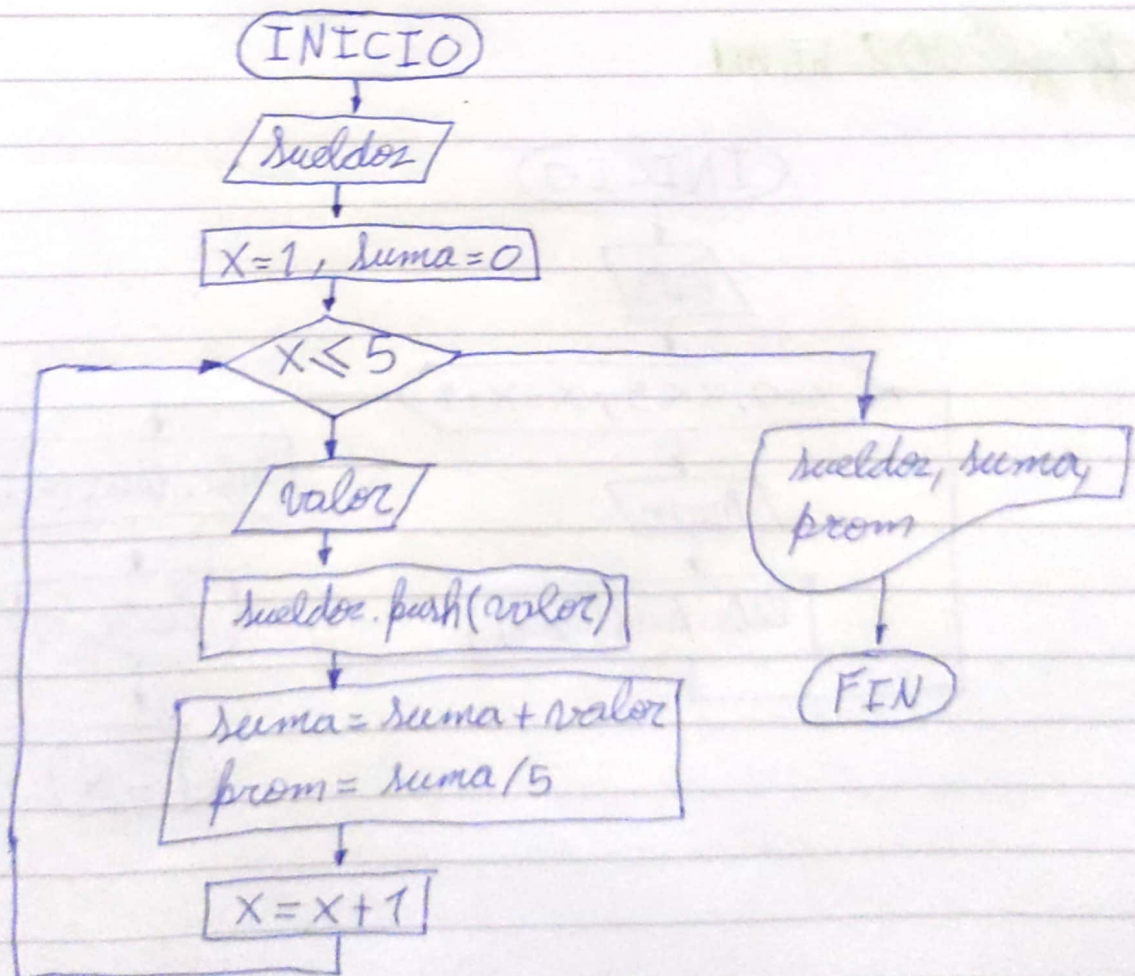 INICIO
sueldos
X=1, suma=0
X≤5
valor
sueldos.push(valor)
suma=suma+valor
prom=suma/5
X=X+1
sueldos, suma,
prom
FIN